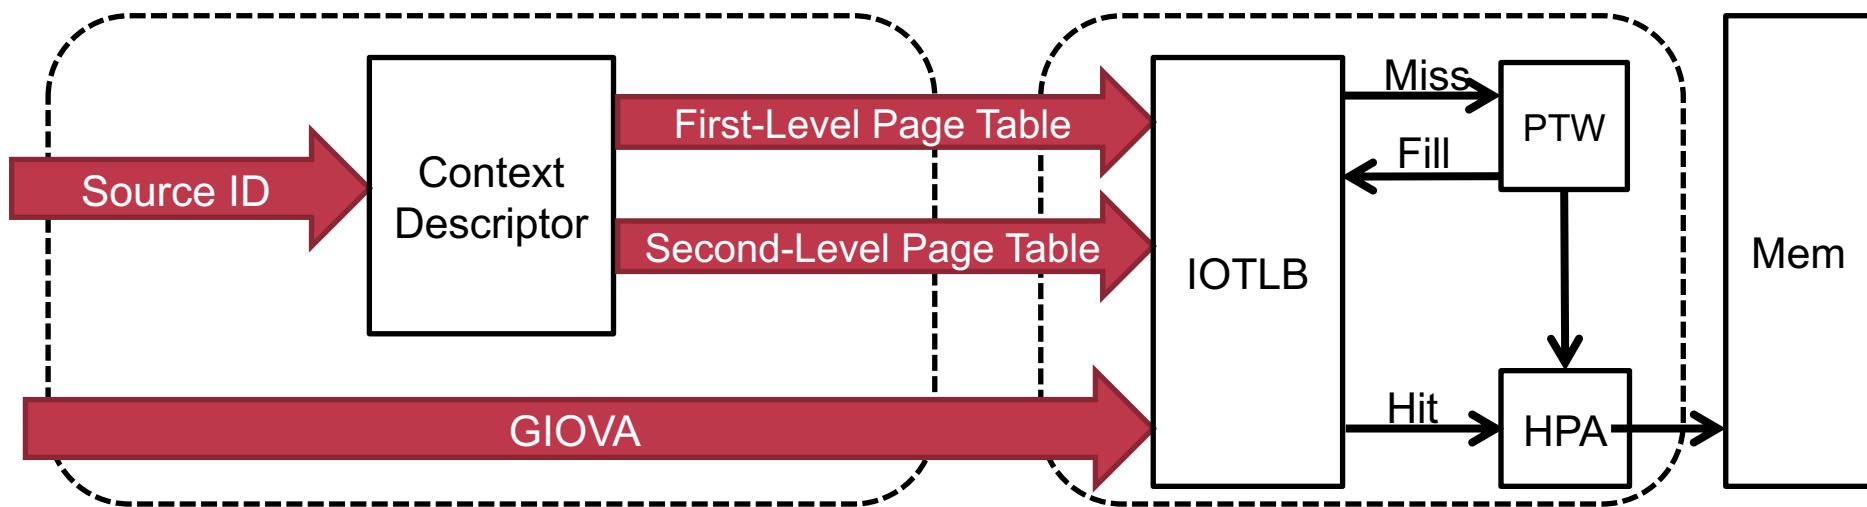 Source ID
Context
Descriptor
First-Level Page Table
Second-Level Page Table
GIOVA
IOTLB
Miss
Fill
Hit
PTW
HPA
Mem